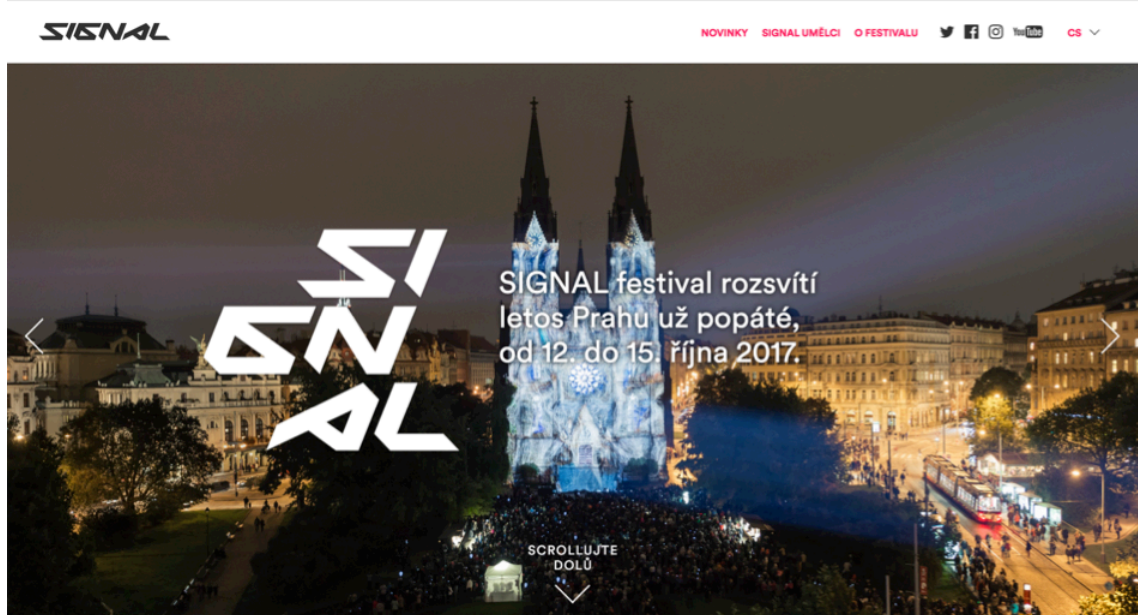 SIGNAL
NOVINKY SIGNAL UMĚLCI O FESTIVALU YouTube CS
SI
GN
AL
SIGNAL festival rozsvítí
letos Prahu už popáté,
od 12. do 15. října 2017.
SCROLLUJTE
DOLŮ